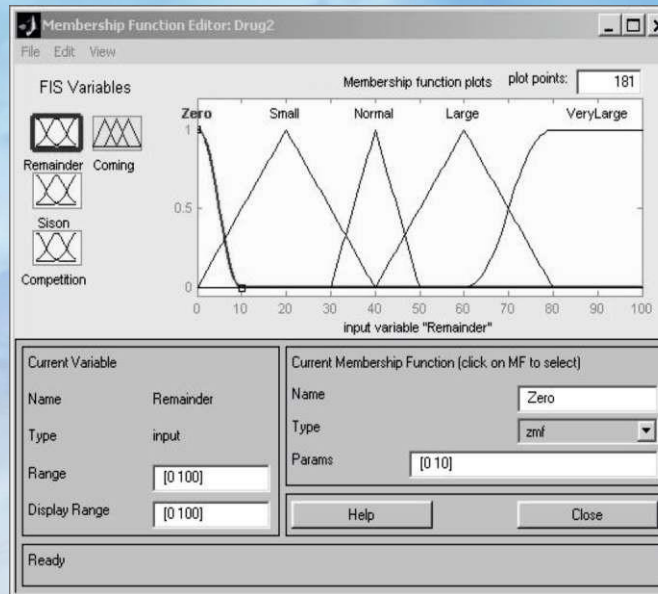 Membership Function Editor: Drug2
File Edit View
FIS Variables
Remainder Coming
Sison
Competition
Membership function plots plot points: 181
Zero Small Normal Large VeryLarge
1
0.5
0
0 10 20 30 40 50 60 70 80 90 100
input variable "Remainder"
Current Variable
Name Remainder
Type input
Range [0 100]
Display Range [0 100]
Current Membership Function (click on MF to select)
Name Zero
Type zmf
Params [0 10]
Help Close
Ready